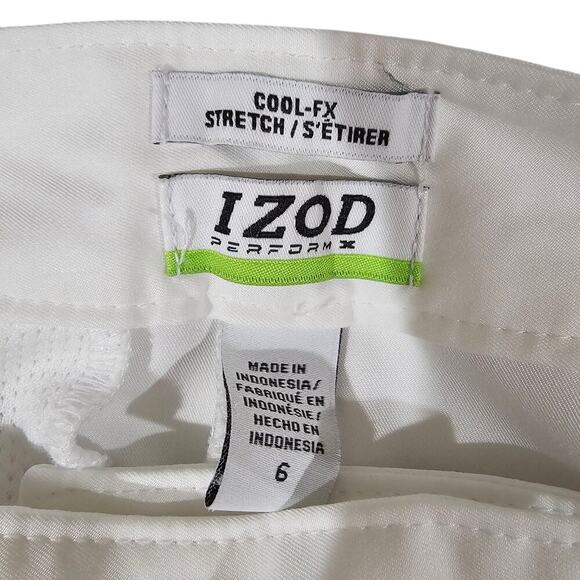 COOL-FX
STRETCH / S'ÉTIRER
IZOD
PERFORM X
MADE IN
INDONESIA/
FABRIQUÉ EN
INDONÉSIE/
HECHO EN
INDONESIA
6